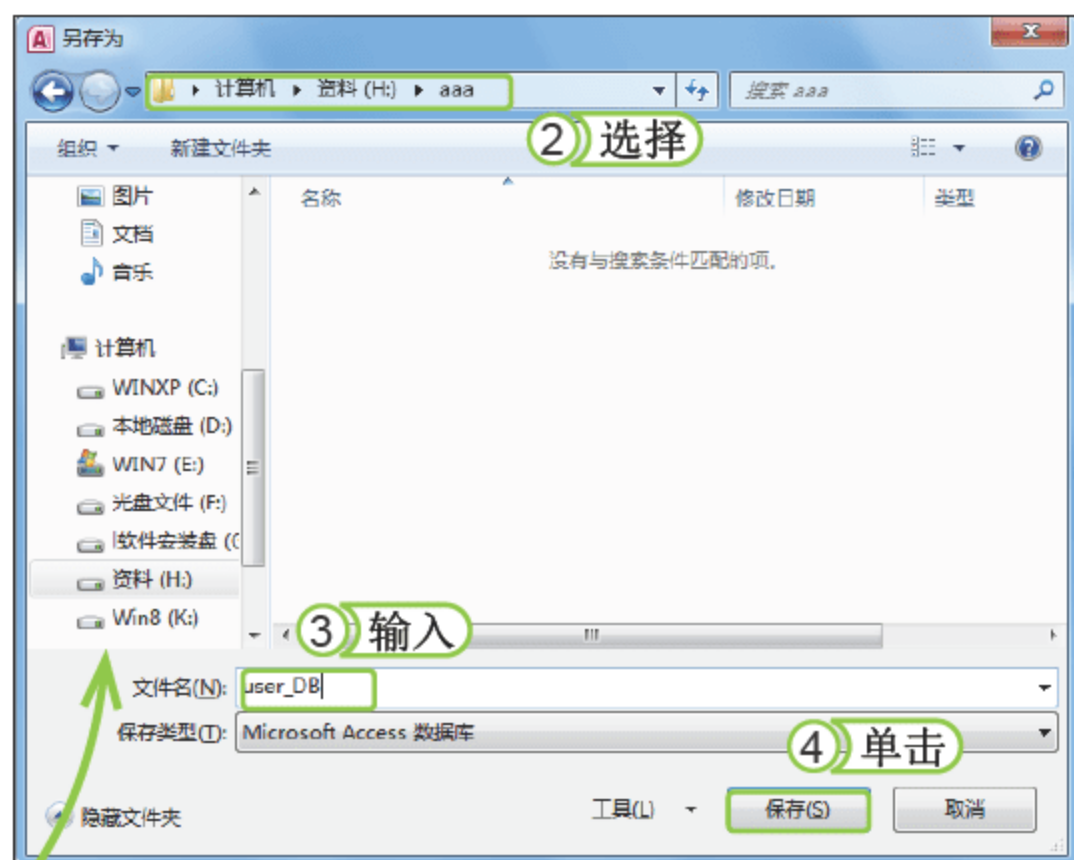 另存为
计算机 ▸ 资料 (H:) ▸ aaa
搜索 aaa
组织
新建文件夹
② 选择
图片
文档
音乐
计算机
WINXP (C:)
本地磁盘 (D:)
WIN7 (E:)
光盘文件 (F:)
软件安装盘 (
资料 (H:)
Win8 (K:)
名称
修改日期
类型
没有与搜索条件匹配的项。
③ 输入
文件名(N): user_DB
保存类型(T): Microsoft Access 数据库
④ 单击
隐藏文件夹
工具(L)
保存(S)
取消